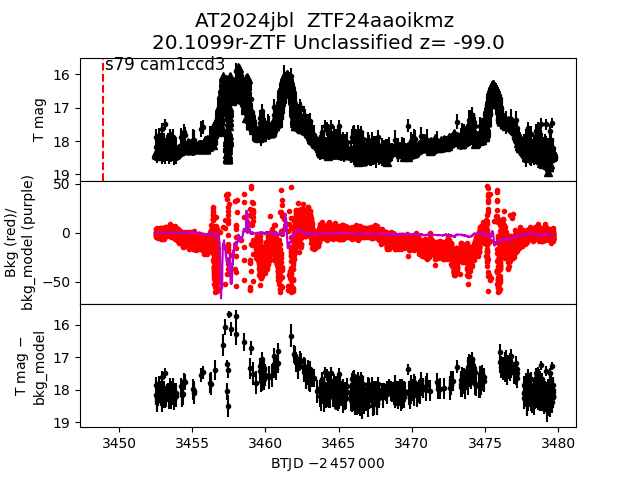 AT2024jbl  ZTF24aaoikmz
20.1099r-ZTF Unclassified z= -99.0
s79 cam1ccd3
16
17
18
19
T mag
50
0
−50
Bkg (red)/
bkg_model (purple)
16
17
18
19
T mag −
bkg_model
3450
3455
3460
3465
3470
3475
3480
BTJD −2 457 000